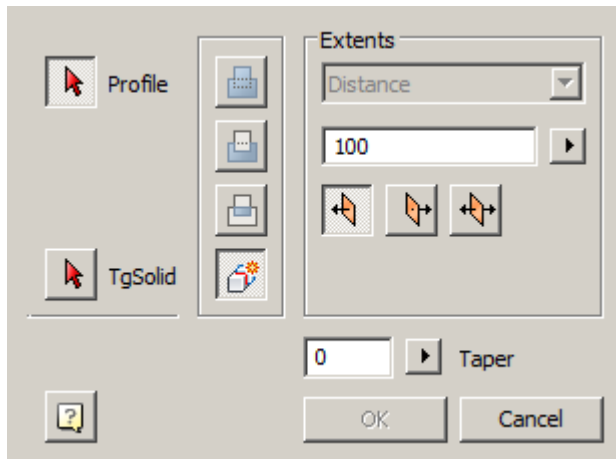 Extents
Profile
Distance
100
TgSolid
0
Taper
?
OK
Cancel